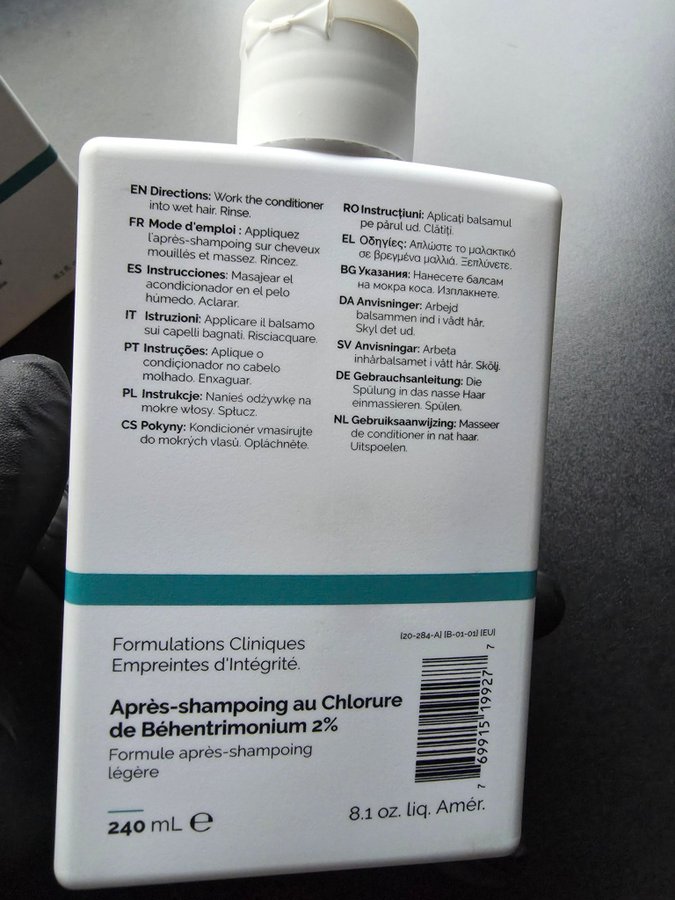 EN Directions: Work the conditioner
into wet hair. Rinse.
FR Mode d'emploi : Appliquez
l'après-shampoing sur cheveux
mouillés et massez. Rincez.
ES Instrucciones: Masajear el
acondicionador en el pelo
húmedo. Aclarar.
IT Istruzioni: Applicare il balsamo
sui capelli bagnati. Risciacquare.
PT Instruções: Aplique o
condiçionador no cabelo
molhado. Enxaguar.
PL Instrukcje: Nanieś odżywkę na
mokre włosy. Spłucz.
CS Pokyny: Kondicionér vmasirujte
do mokrých vlasů. Opláchněte.
RO Instrucțiuni: Aplicați balsamul
pe părul ud. Clătiți.
EL Οδηγίες: Απλώστε το μαλακτικό
σε βρεγμένα μαλλιά. Ξεπλύνετε.
BG Указания: Нанесете балсам
на мокра коса. Изплакнете.
DA Anvisninger: Arbejd
balsammen ind i vådt hår.
Skyl det ud.
SV Anvisningar: Arbeta
inhårbalsamet i vått hår. Skölj.
DE Gebrauchsanleitung: Die
Spülung in das nasse Haar
einmassieren. Spülen.
NL Gebruiksaanwijzing: Masseer
de conditioner in nat haar.
Uitspoelen.
Formulations Cliniques
Empreintes d'Intégrité.
Après-shampoing au Chlorure
de Béhentrimonium 2%
Formule après-shampoing
légère
240 mL e
[20-284-A] [B-01-01] [EU]
7 69915 19927 7
8.1 oz. liq. Amér.